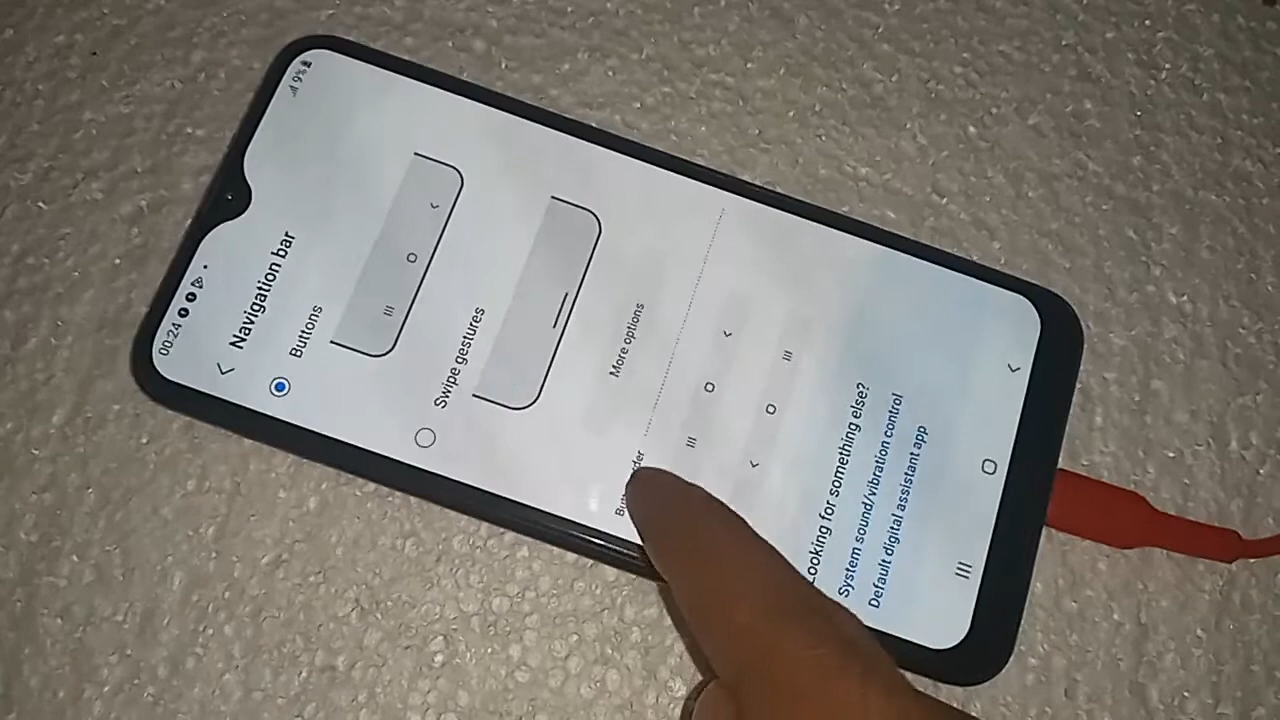 00:24
9%
Navigation bar
Buttons
Swipe gestures
More options
Looking for something else?
System sound/vibration control
Default digital assistant app